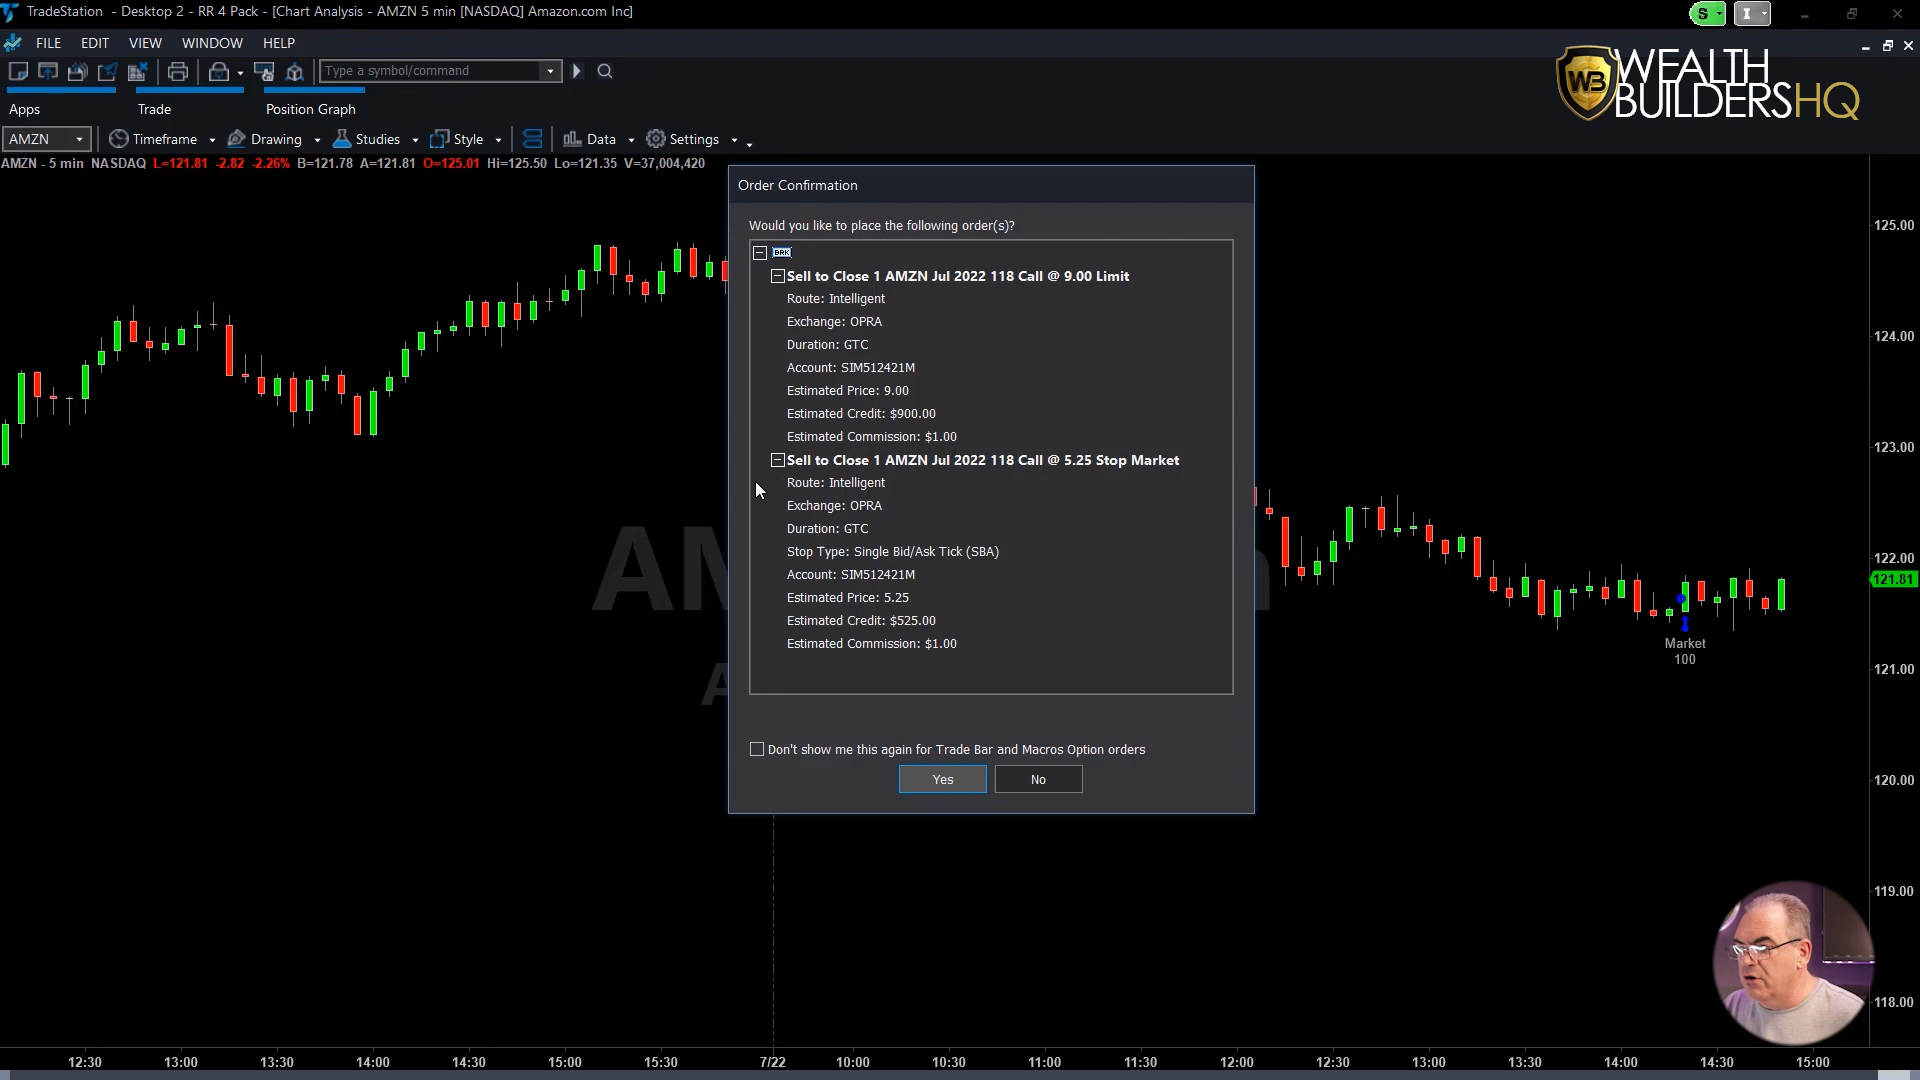 TradeStation - Desktop 2 - RR 4 Pack - [Chart Analysis - AMZN 5 min [NASDAQ] Amazon.com Inc]
S
I
FILE EDIT VIEW WINDOW HELP
Type a symbol/command
WB
WEALTH
BUILDERSHQ
Apps Trade Position Graph
AMZN Timeframe Drawing Studies Style Data Settings
AMZN - 5 min NASDAQ L=121.81 -2.82 -2.26% B=121.78 A=121.81 O=125.01 Hi=125.50 Lo=121.35 V=37,004,420
Order Confirmation
Would you like to place the following order(s)?
BRK
Sell to Close 1 AMZN Jul 2022 118 Call @ 9.00 Limit
Route: Intelligent
Exchange: OPRA
Duration: GTC
Account: SIM512421M
Estimated Price: 9.00
Estimated Credit: $900.00
Estimated Commission: $1.00
Sell to Close 1 AMZN Jul 2022 118 Call @ 5.25 Stop Market
Route: Intelligent
Exchange: OPRA
Duration: GTC
Stop Type: Single Bid/Ask Tick (SBA)
Account: SIM512421M
Estimated Price: 5.25
Estimated Credit: $525.00
Estimated Commission: $1.00
Don't show me this again for Trade Bar and Macros Option orders
Yes No
125.00
124.00
123.00
122.00
121.81
121.00
120.00
119.00
118.00
Market
100
12:30 13:00 13:30 14:00 14:30 15:00 15:30 7/22 10:00 10:30 11:00 11:30 12:00 12:30 13:00 13:30 14:00 14:30 15:00